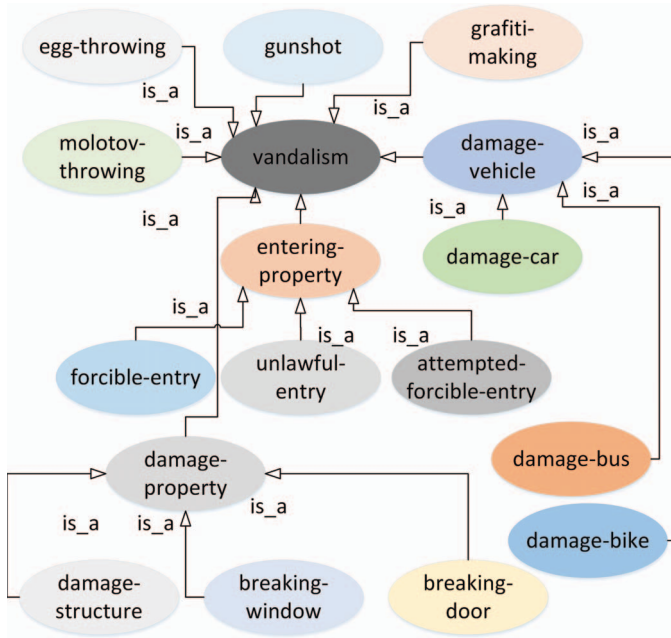 egg-throwing
gunshot
grafiti-
making
is_a
is_a
molotov-
throwing
is_a
vandalism
damage-
vehicle
is_a
is_a
is_a
is_a
entering-
property
damage-car
is_a
is_a
is_a
forcible-entry
unlawful-
entry
attempted-
forcible-entry
damage-
property
damage-bus
is_a
is_a
is_a
damage-bike
damage-
structure
breaking-
window
breaking-
door